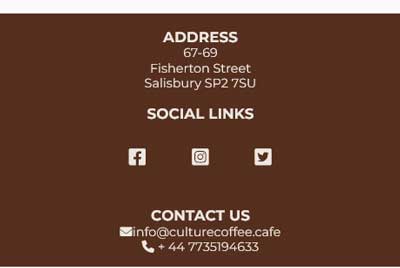 ADDRESS
67-69
Fisherton Street
Salisbury SP2 7SU
SOCIAL LINKS
CONTACT US
info@culturecoffee.cafe
+ 44 7735194633